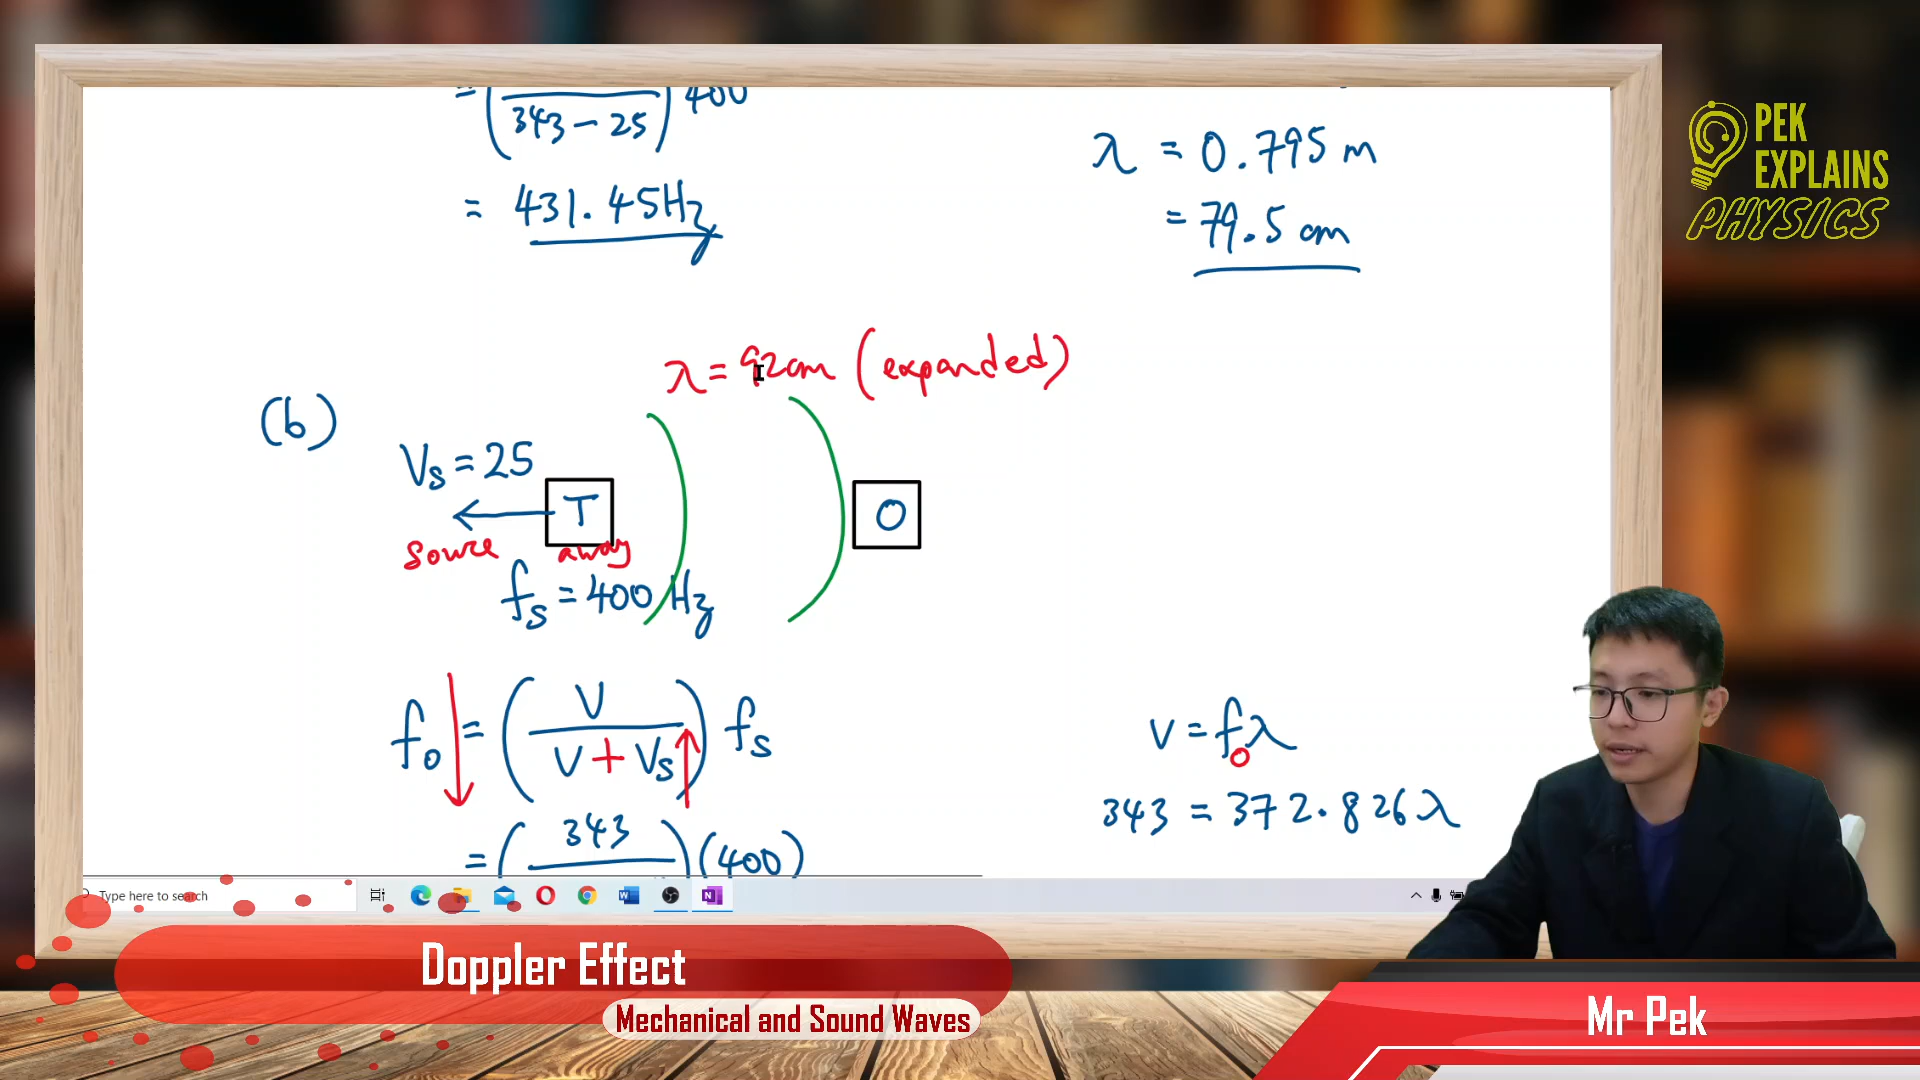 = (343 - 25) 400
= 431.45Hz
λ = 0.795 m
= 79.5 cm
PEK
EXPLAINS
PHYSICS
λ = 92cm (expanded)
(b)
Vs = 25
T
O
source
away
fs = 400 Hz
fo = (V / V + Vs) fs
= (343 (400)
v = foλ
343 = 372.826λ
Type here to search
Doppler Effect
Mechanical and Sound Waves
Mr Pek